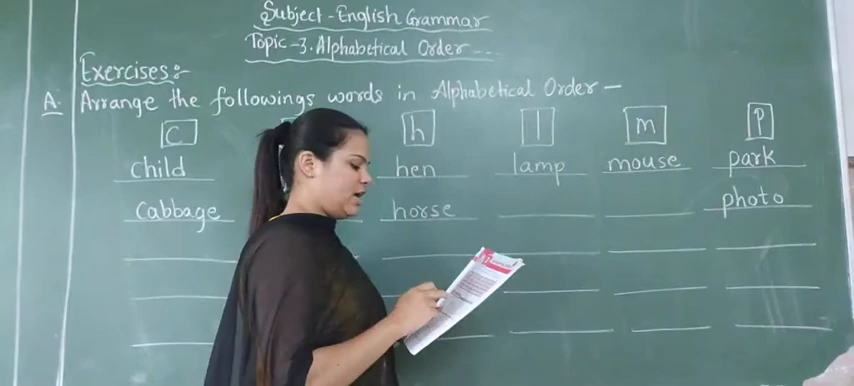 Subject - English Grammar
Topic - 3. Alphabetical Order - - -
Exercises:-
A. Arrange the followings words in Alphabetical Order -
C h l m P
child hen lamp mouse park
Cabbage horse photo